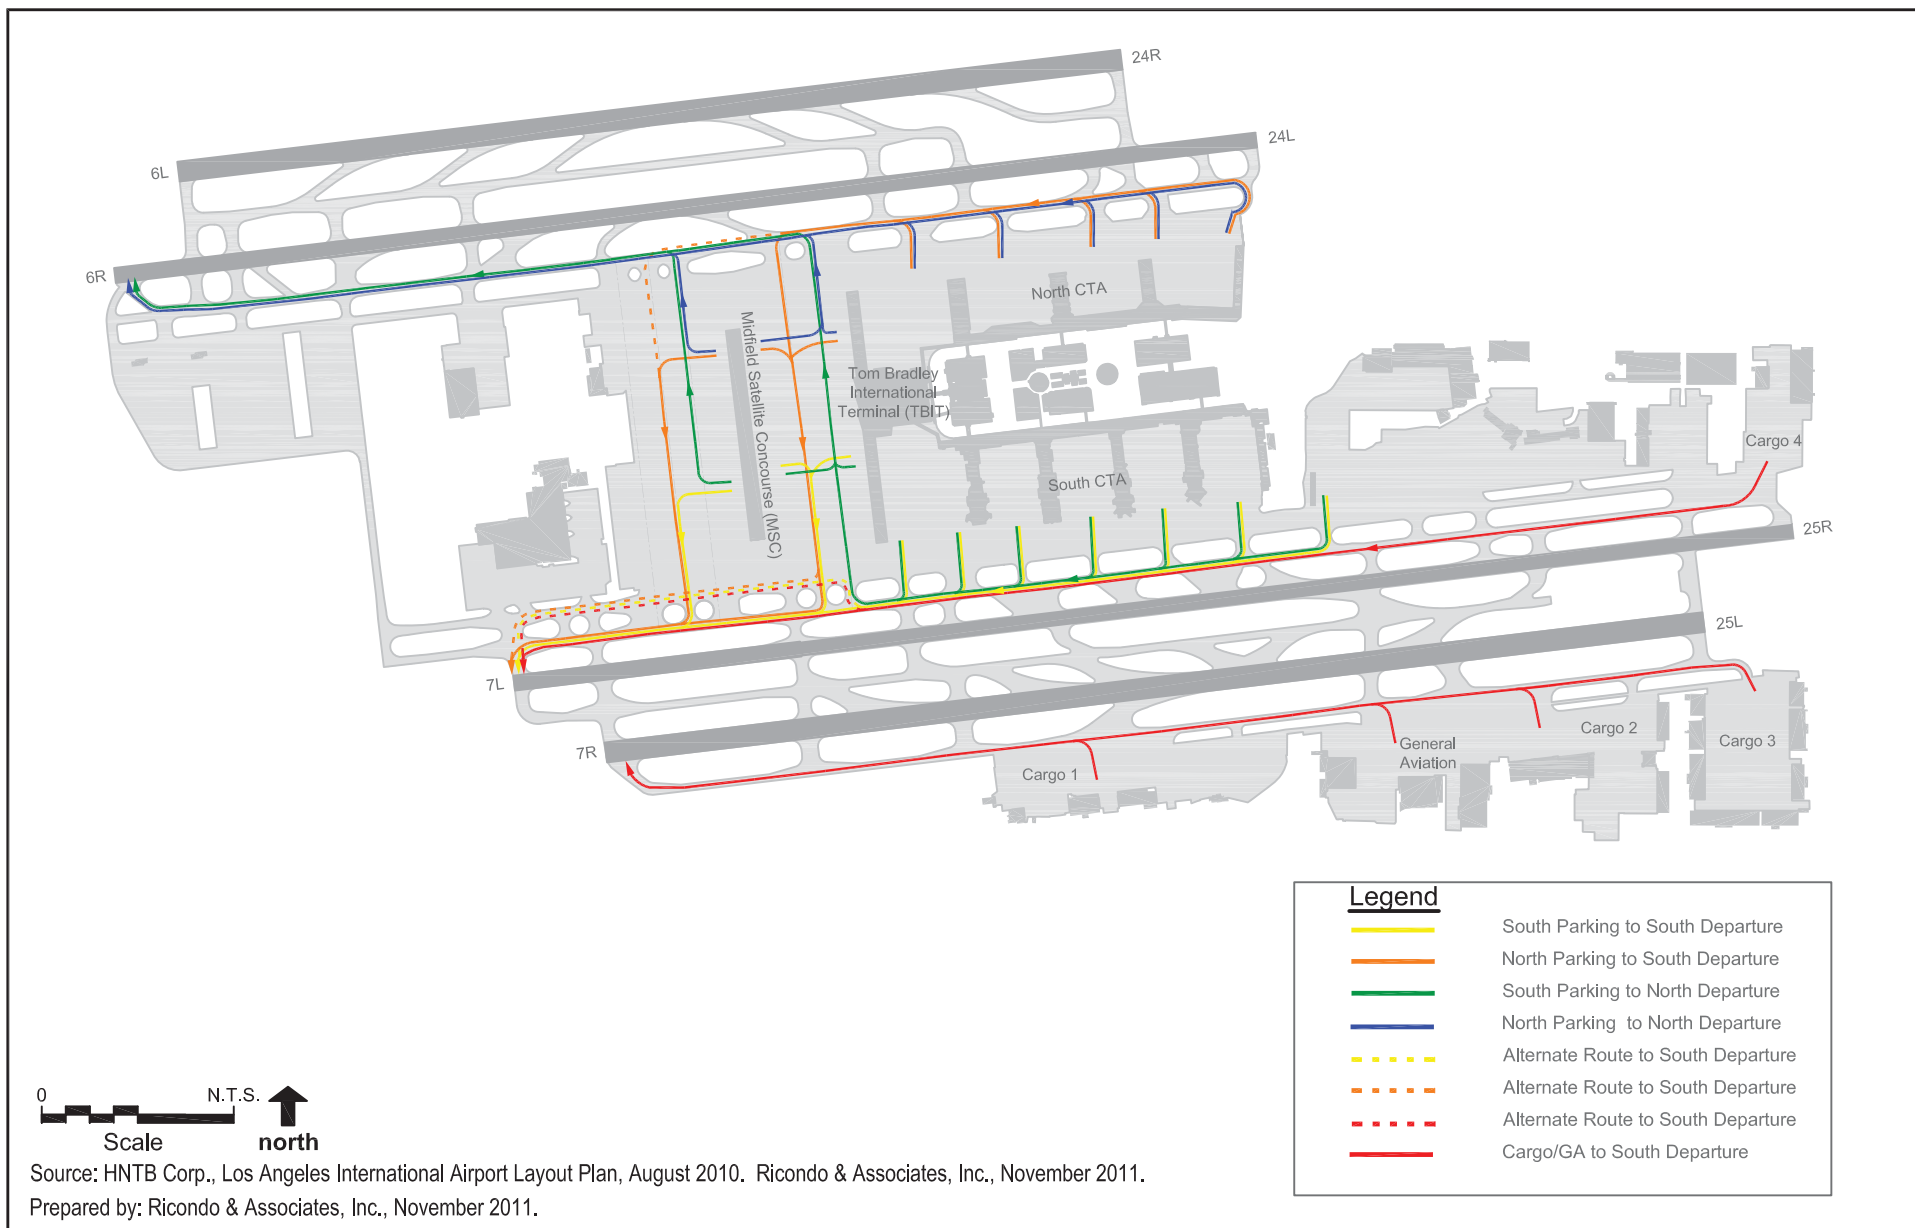 24R
24L
6L
6R
North CTA
Midfield Satellite Concourse (MSC)
Tom Bradley
International
Terminal (TBIT)
Cargo 4
South CTA
25R
25L
7L
7R
Cargo 1
General
Aviation
Cargo 2
Cargo 3
Legend
South Parking to South Departure
North Parking to South Departure
South Parking to North Departure
North Parking to North Departure
Alternate Route to South Departure
Alternate Route to South Departure
Alternate Route to South Departure
Cargo/GA to South Departure
0 N.T.S.
Scale north
Source: HNTB Corp., Los Angeles International Airport Layout Plan, August 2010. Ricondo & Associates, Inc., November 2011.
Prepared by: Ricondo & Associates, Inc., November 2011.